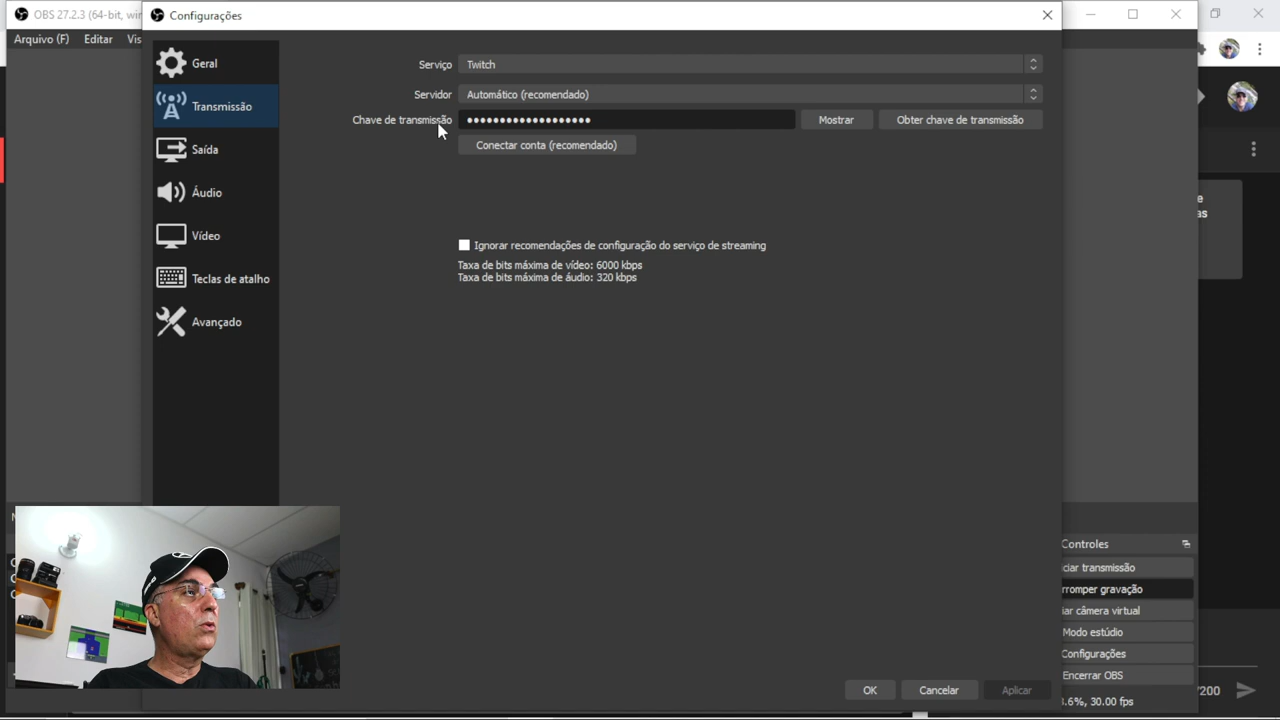 OBS 27.2.3 (64-bit, win
Configurações
Arquivo (F) Editar Vis
Geral
Transmissão
Saída
Áudio
Vídeo
Teclas de atalho
Avançado
Serviço Twitch
Servidor Automático (recomendado)
Chave de transmissão ●●●●●●●●●●●●●●●●●●● Mostrar Obter chave de transmissão
Conectar conta (recomendado)
Ignorar recomendações de configuração do serviço de streaming
Taxa de bits máxima de vídeo: 6000 kbps
Taxa de bits máxima de áudio: 320 kbps
OK Cancelar Aplicar
Controles
ciar transmissão
rromper gravação
iar câmera virtual
Modo estúdio
Configurações
Encerrar OBS
.6%, 30.00 fps
e
as
/200